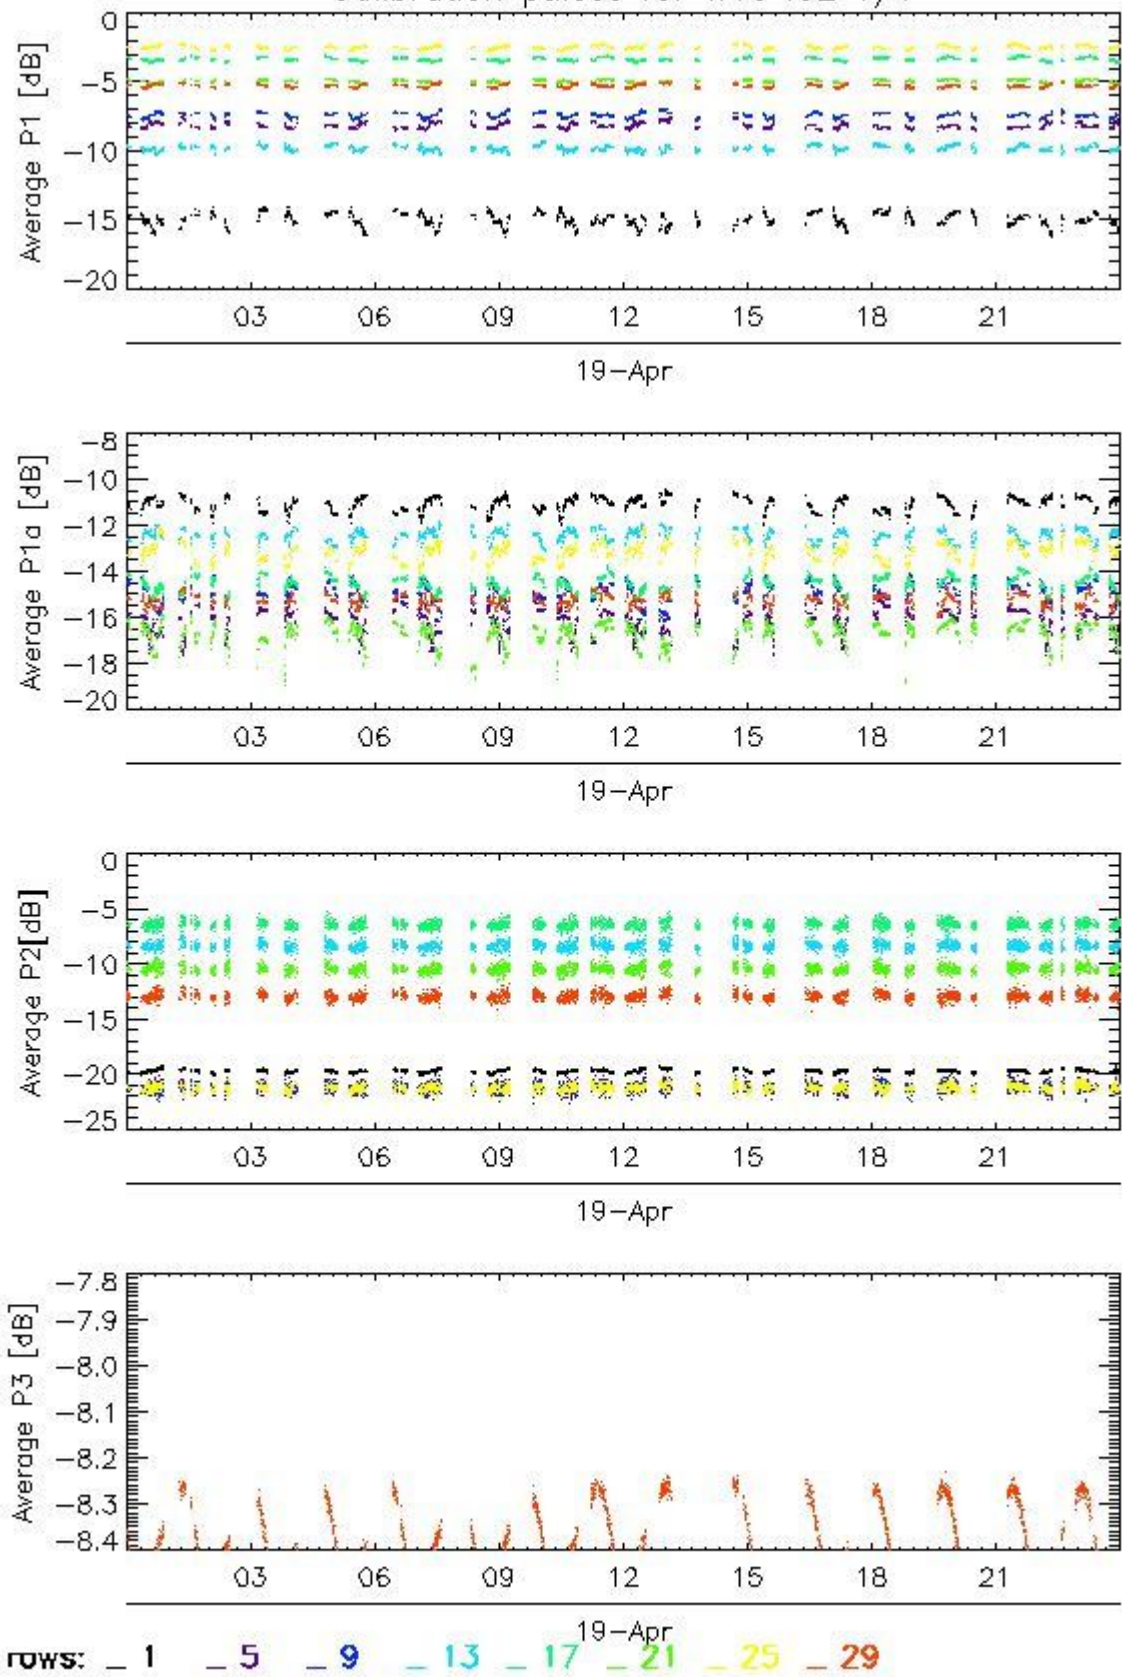 0
-5
-10
-15
-20
Average P1 [dB]
03 06 09 12 15 18 21
19-Apr
-8
-10
-12
-14
-16
-18
-20
Average P1a [dB]
03 06 09 12 15 18 21
19-Apr
0
-5
-10
-15
-20
-25
Average P2[dB]
03 06 09 12 15 18 21
19-Apr
-7.8
-7.9
-8.0
-8.1
-8.2
-8.3
-8.4
Average P3 [dB]
03 06 09 12 15 18 21
19-Apr
rows: _ 1 _ 5 _ 9 _ 13 _ 17 _ 21 _ 25 _ 29